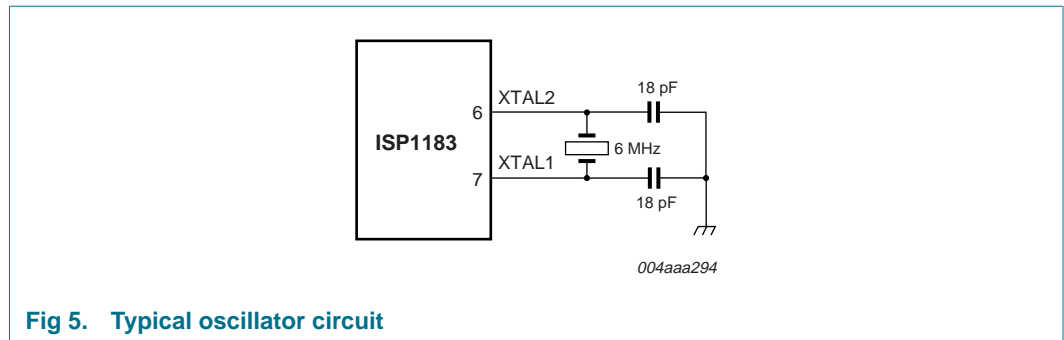 18 pF
XTAL2
6
ISP1183
6 MHz
XTAL1
7
18 pF
004aaa294
Fig 5. Typical oscillator circuit